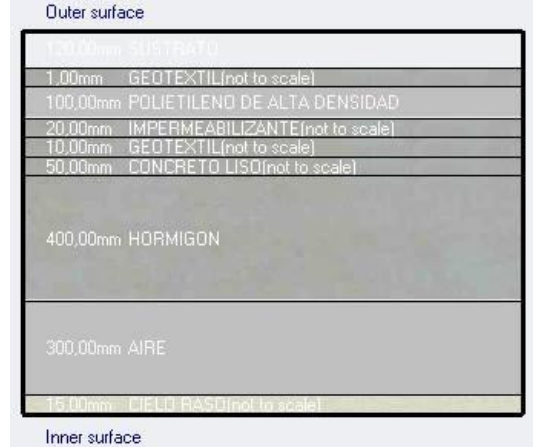 Outer surface
120,00mm SUSTRATO
1,00mm GEOTEXTIL(not to scale)
100,00mm POLIETILENO DE ALTA DENSIDAD
20,00mm IMPERMEABILIZANTE(not to scale)
10,00mm GEOTEXTIL(not to scale)
50,00mm CONCRETO LISO(not to scale)
400,00mm HORMIGON
300,00mm AIRE
15,00mm CIELO RASO(not to scale)
Inner surface